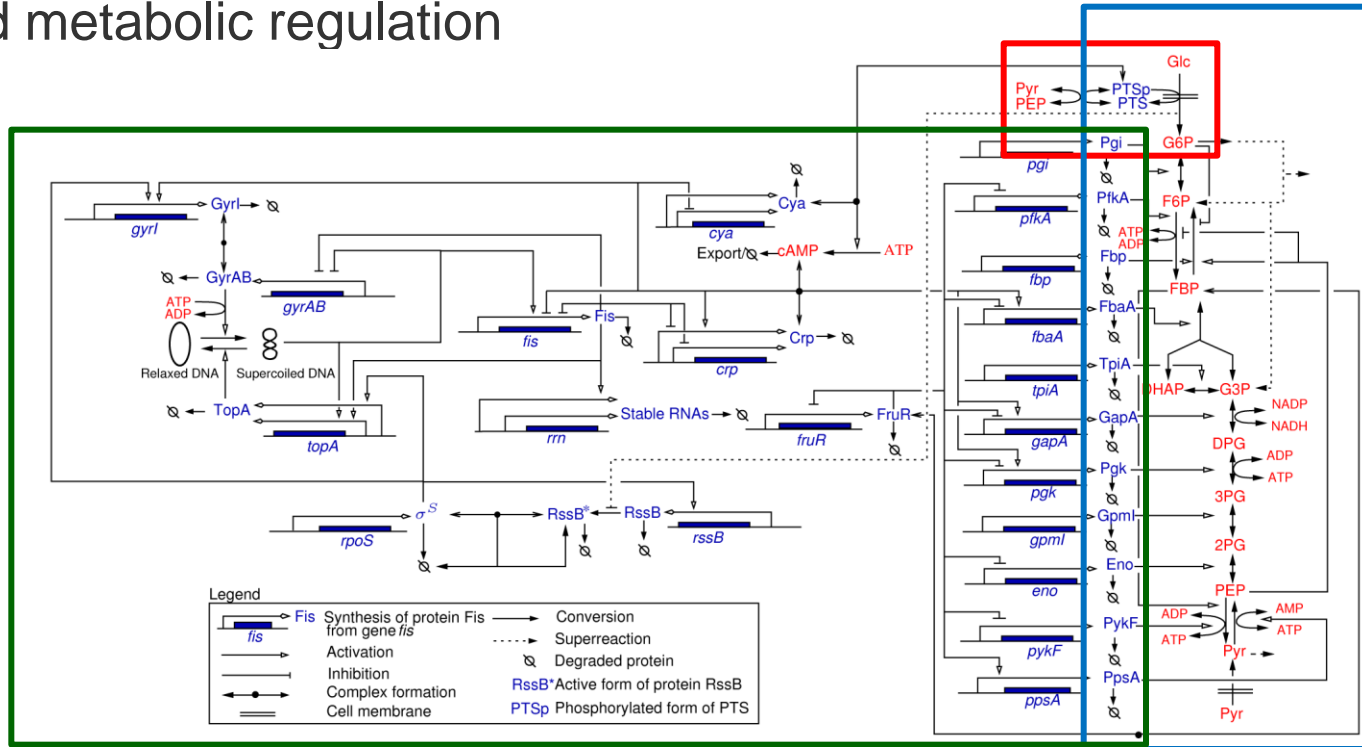 d metabolic regulation
Glc
Pyr
PEP
PTSp
PTS
Pgi
G6P
pgi
GyrI
gyrI
Cya
cya
PfkA
pfkA
F6P
ATP
ADP
Export/Ø
cAMP
ATP
GyrAB
gyrAB
Fbp
fbp
FBP
ATP
ADP
Fis
fis
Crp
crp
FbaA
fbaA
Relaxed DNA
Supercoiled DNA
TpiA
tpiA
DHAP
G3P
TopA
topA
Stable RNAs
rrn
FruR
fruR
GapA
gapA
NADP
NADH
DPG
Pgk
pgk
ADP
ATP
3PG
σS
rpoS
RssB*
RssB
rssB
GpmI
gpmI
2PG
Eno
eno
PEP
ADP
ATP
AMP
ATP
PykF
pykF
Pyr
PpsA
ppsA
Pyr
Legend
Fis
fis
Synthesis of protein Fis
from gene fis
Activation
Inhibition
Complex formation
Cell membrane
Conversion
Superreaction
Ø Degraded protein
RssB* Active form of protein RssB
PTSp Phosphorylated form of PTS